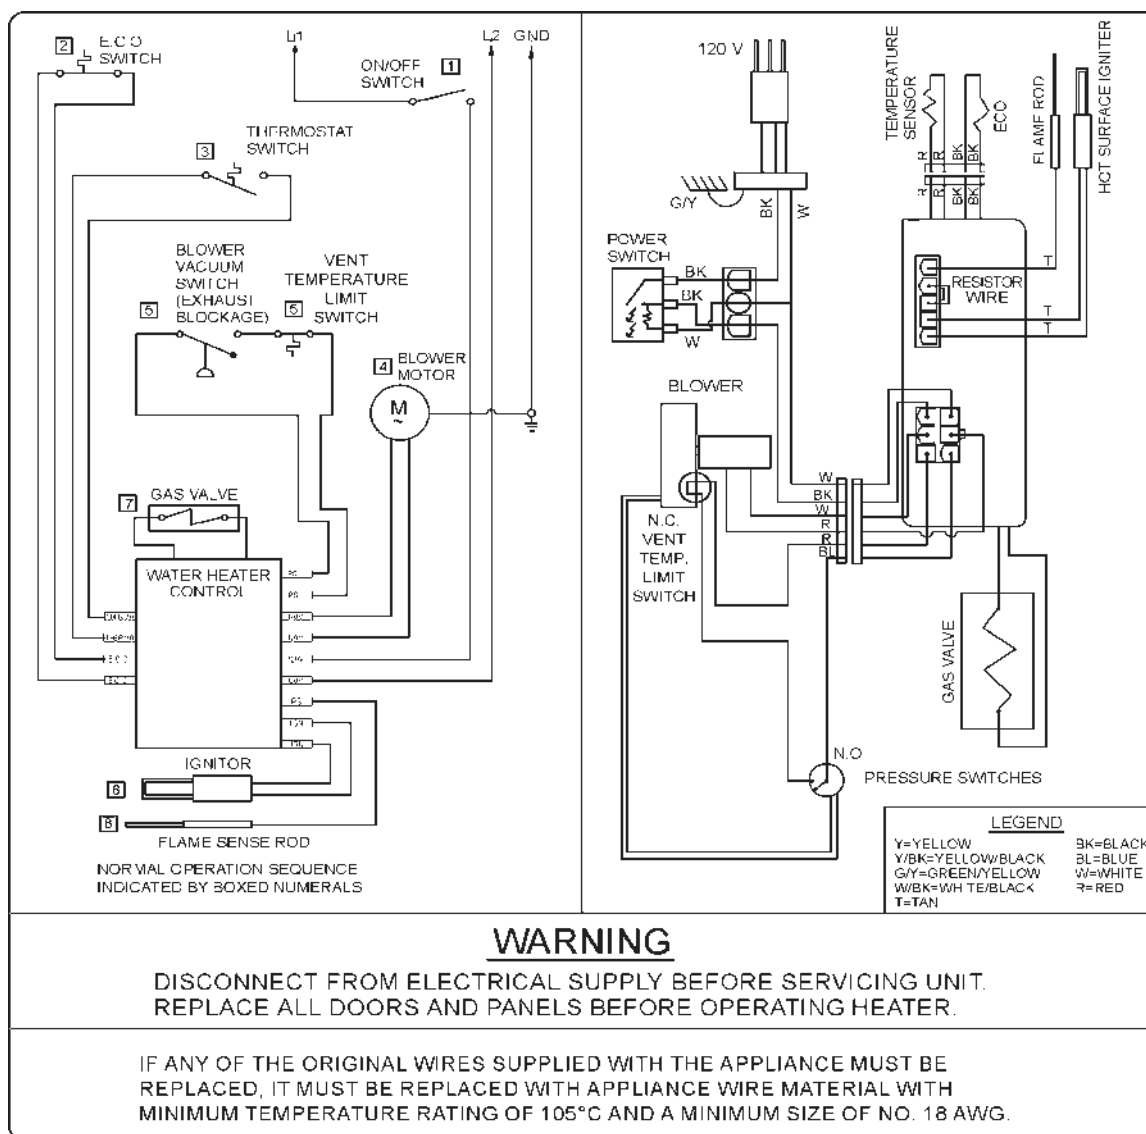 2
E.C.O
SWITCH
L1
L2
GND
ON/OFF
SWITCH
1
THERMOSTAT
SWITCH
3
BLOWER
VACUUM
SWITCH
(EXHAUST
BLOCKAGE)
5
VENT
TEMPERATURE
LIMIT
SWITCH
5
4
BLOWER
MOTOR
M
~
7
GAS VALVE
WATER HEATER
CONTROL
PS
PS
IGNITOR
6
8
FLAME SENSE ROD
NORMAL OPERATION SEQUENCE
INDICATED BY BOXED NUMERALS
120 V
G/Y
BK
W
POWER
SWITCH
BK
BK
W
TEMPERATURE
SENSOR
ECO
FLAME ROD
HOT SURFACE IGNITER
R
R
BK
BK
R
R
BK
BK
RESISTOR
WIRE
T
T
T
BLOWER
N.C.
VENT
TEMP.
LIMIT
SWITCH
W
BK
W
R
R
BL
GAS VALVE
N.O
PRESSURE SWITCHES
LEGEND
Y=YELLOW
Y/BK=YELLOW/BLACK
G/Y=GREEN/YELLOW
W/BK=WHITE/BLACK
T=TAN
BK=BLACK
BL=BLUE
W=WHITE
R=RED
WARNING
DISCONNECT FROM ELECTRICAL SUPPLY BEFORE SERVICING UNIT.
REPLACE ALL DOORS AND PANELS BEFORE OPERATING HEATER.
IF ANY OF THE ORIGINAL WIRES SUPPLIED WITH THE APPLIANCE MUST BE
REPLACED, IT MUST BE REPLACED WITH APPLIANCE WIRE MATERIAL WITH
MINIMUM TEMPERATURE RATING OF 105°C AND A MINIMUM SIZE OF NO. 18 AWG.